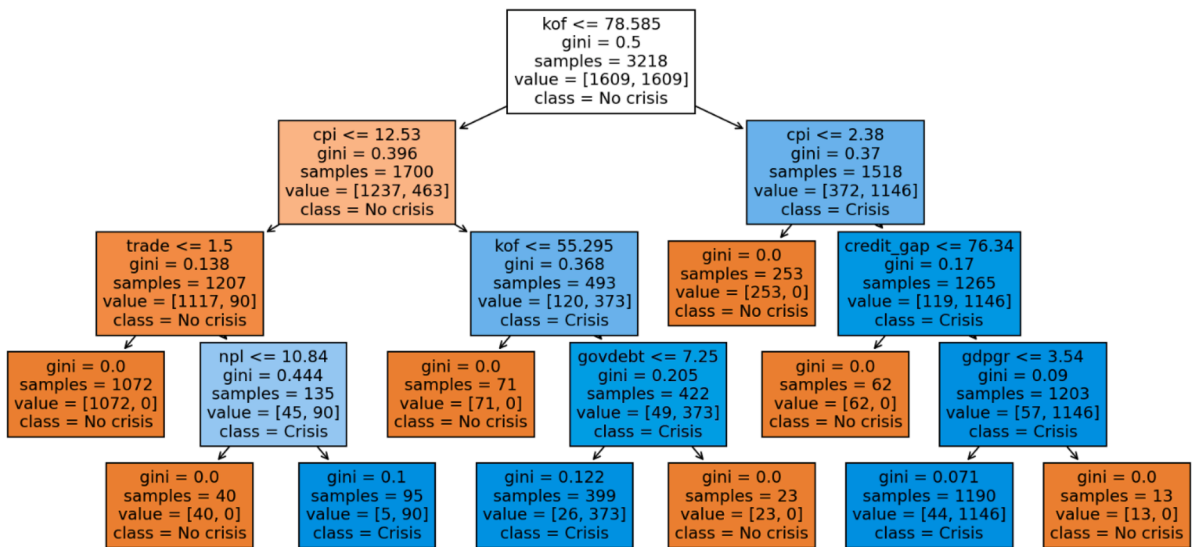 kof <= 78.585
gini = 0.5
samples = 3218
value = [1609, 1609]
class = No crisis
cpi <= 12.53
gini = 0.396
samples = 1700
value = [1237, 463]
class = No crisis
cpi <= 2.38
gini = 0.37
samples = 1518
value = [372, 1146]
class = Crisis
trade <= 1.5
gini = 0.138
samples = 1207
value = [1117, 90]
class = No crisis
kof <= 55.295
gini = 0.368
samples = 493
value = [120, 373]
class = Crisis
gini = 0.0
samples = 253
value = [253, 0]
class = No crisis
credit_gap <= 76.34
gini = 0.17
samples = 1265
value = [119, 1146]
class = Crisis
gini = 0.0
samples = 1072
value = [1072, 0]
class = No crisis
npl <= 10.84
gini = 0.444
samples = 135
value = [45, 90]
class = Crisis
gini = 0.0
samples = 71
value = [71, 0]
class = No crisis
govdebt <= 7.25
gini = 0.205
samples = 422
value = [49, 373]
class = Crisis
gini = 0.0
samples = 62
value = [62, 0]
class = No crisis
gdpgr <= 3.54
gini = 0.09
samples = 1203
value = [57, 1146]
class = Crisis
gini = 0.0
samples = 40
value = [40, 0]
class = No crisis
gini = 0.1
samples = 95
value = [5, 90]
class = Crisis
gini = 0.122
samples = 399
value = [26, 373]
class = Crisis
gini = 0.0
samples = 23
value = [23, 0]
class = No crisis
gini = 0.071
samples = 1190
value = [44, 1146]
class = Crisis
gini = 0.0
samples = 13
value = [13, 0]
class = No crisis